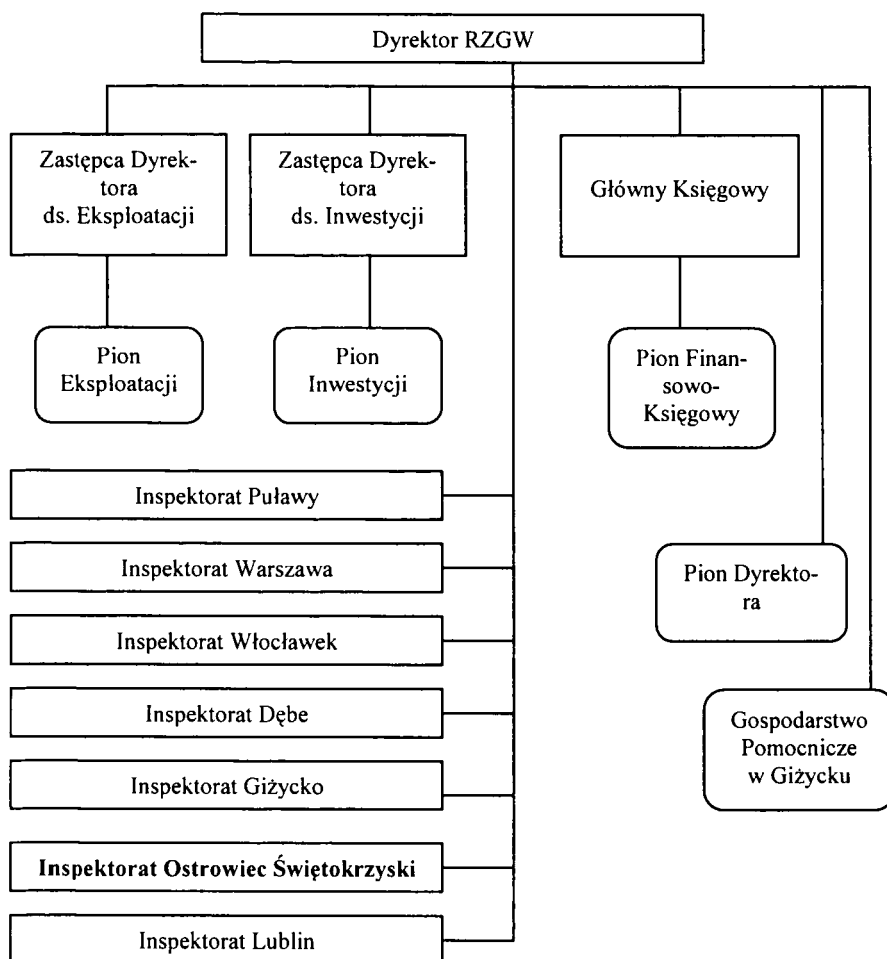 Dyrektor RZGW
Zastępca Dyrek-
tora
ds. Eksploatacji
Zastępca Dyrek-
tora
ds. Inwestycji
Główny Księgowy
Pion
Eksploatacji
Pion
Inwestycji
Pion Finan-
sowo-
Księgowy
Inspektorat Puławy
Inspektorat Warszawa
Inspektorat Włocławek
Inspektorat Dębe
Inspektorat Giżycko
Inspektorat Ostrowiec Świętokrzyski
Inspektorat Lublin
Pion Dyrekto-
ra
Gospodarstwo
Pomocnicze
w Giżycku